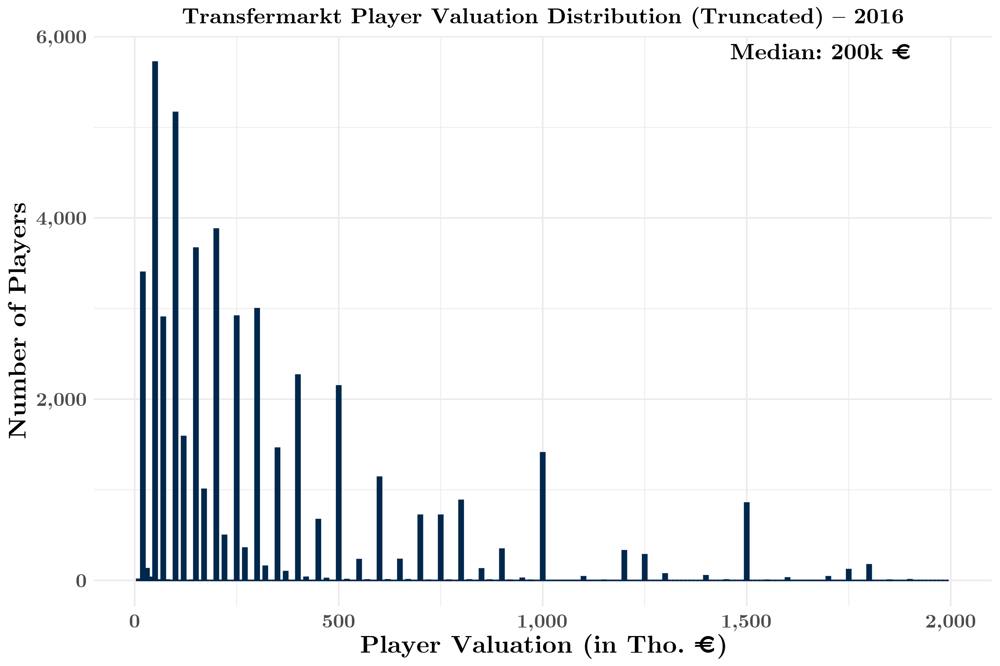 Transfermarkt Player Valuation Distribution (Truncated) – 2016
Median: 200k €
6,000
4,000
2,000
0
Number of Players
0 500 1,000 1,500 2,000
Player Valuation (in Tho. €)